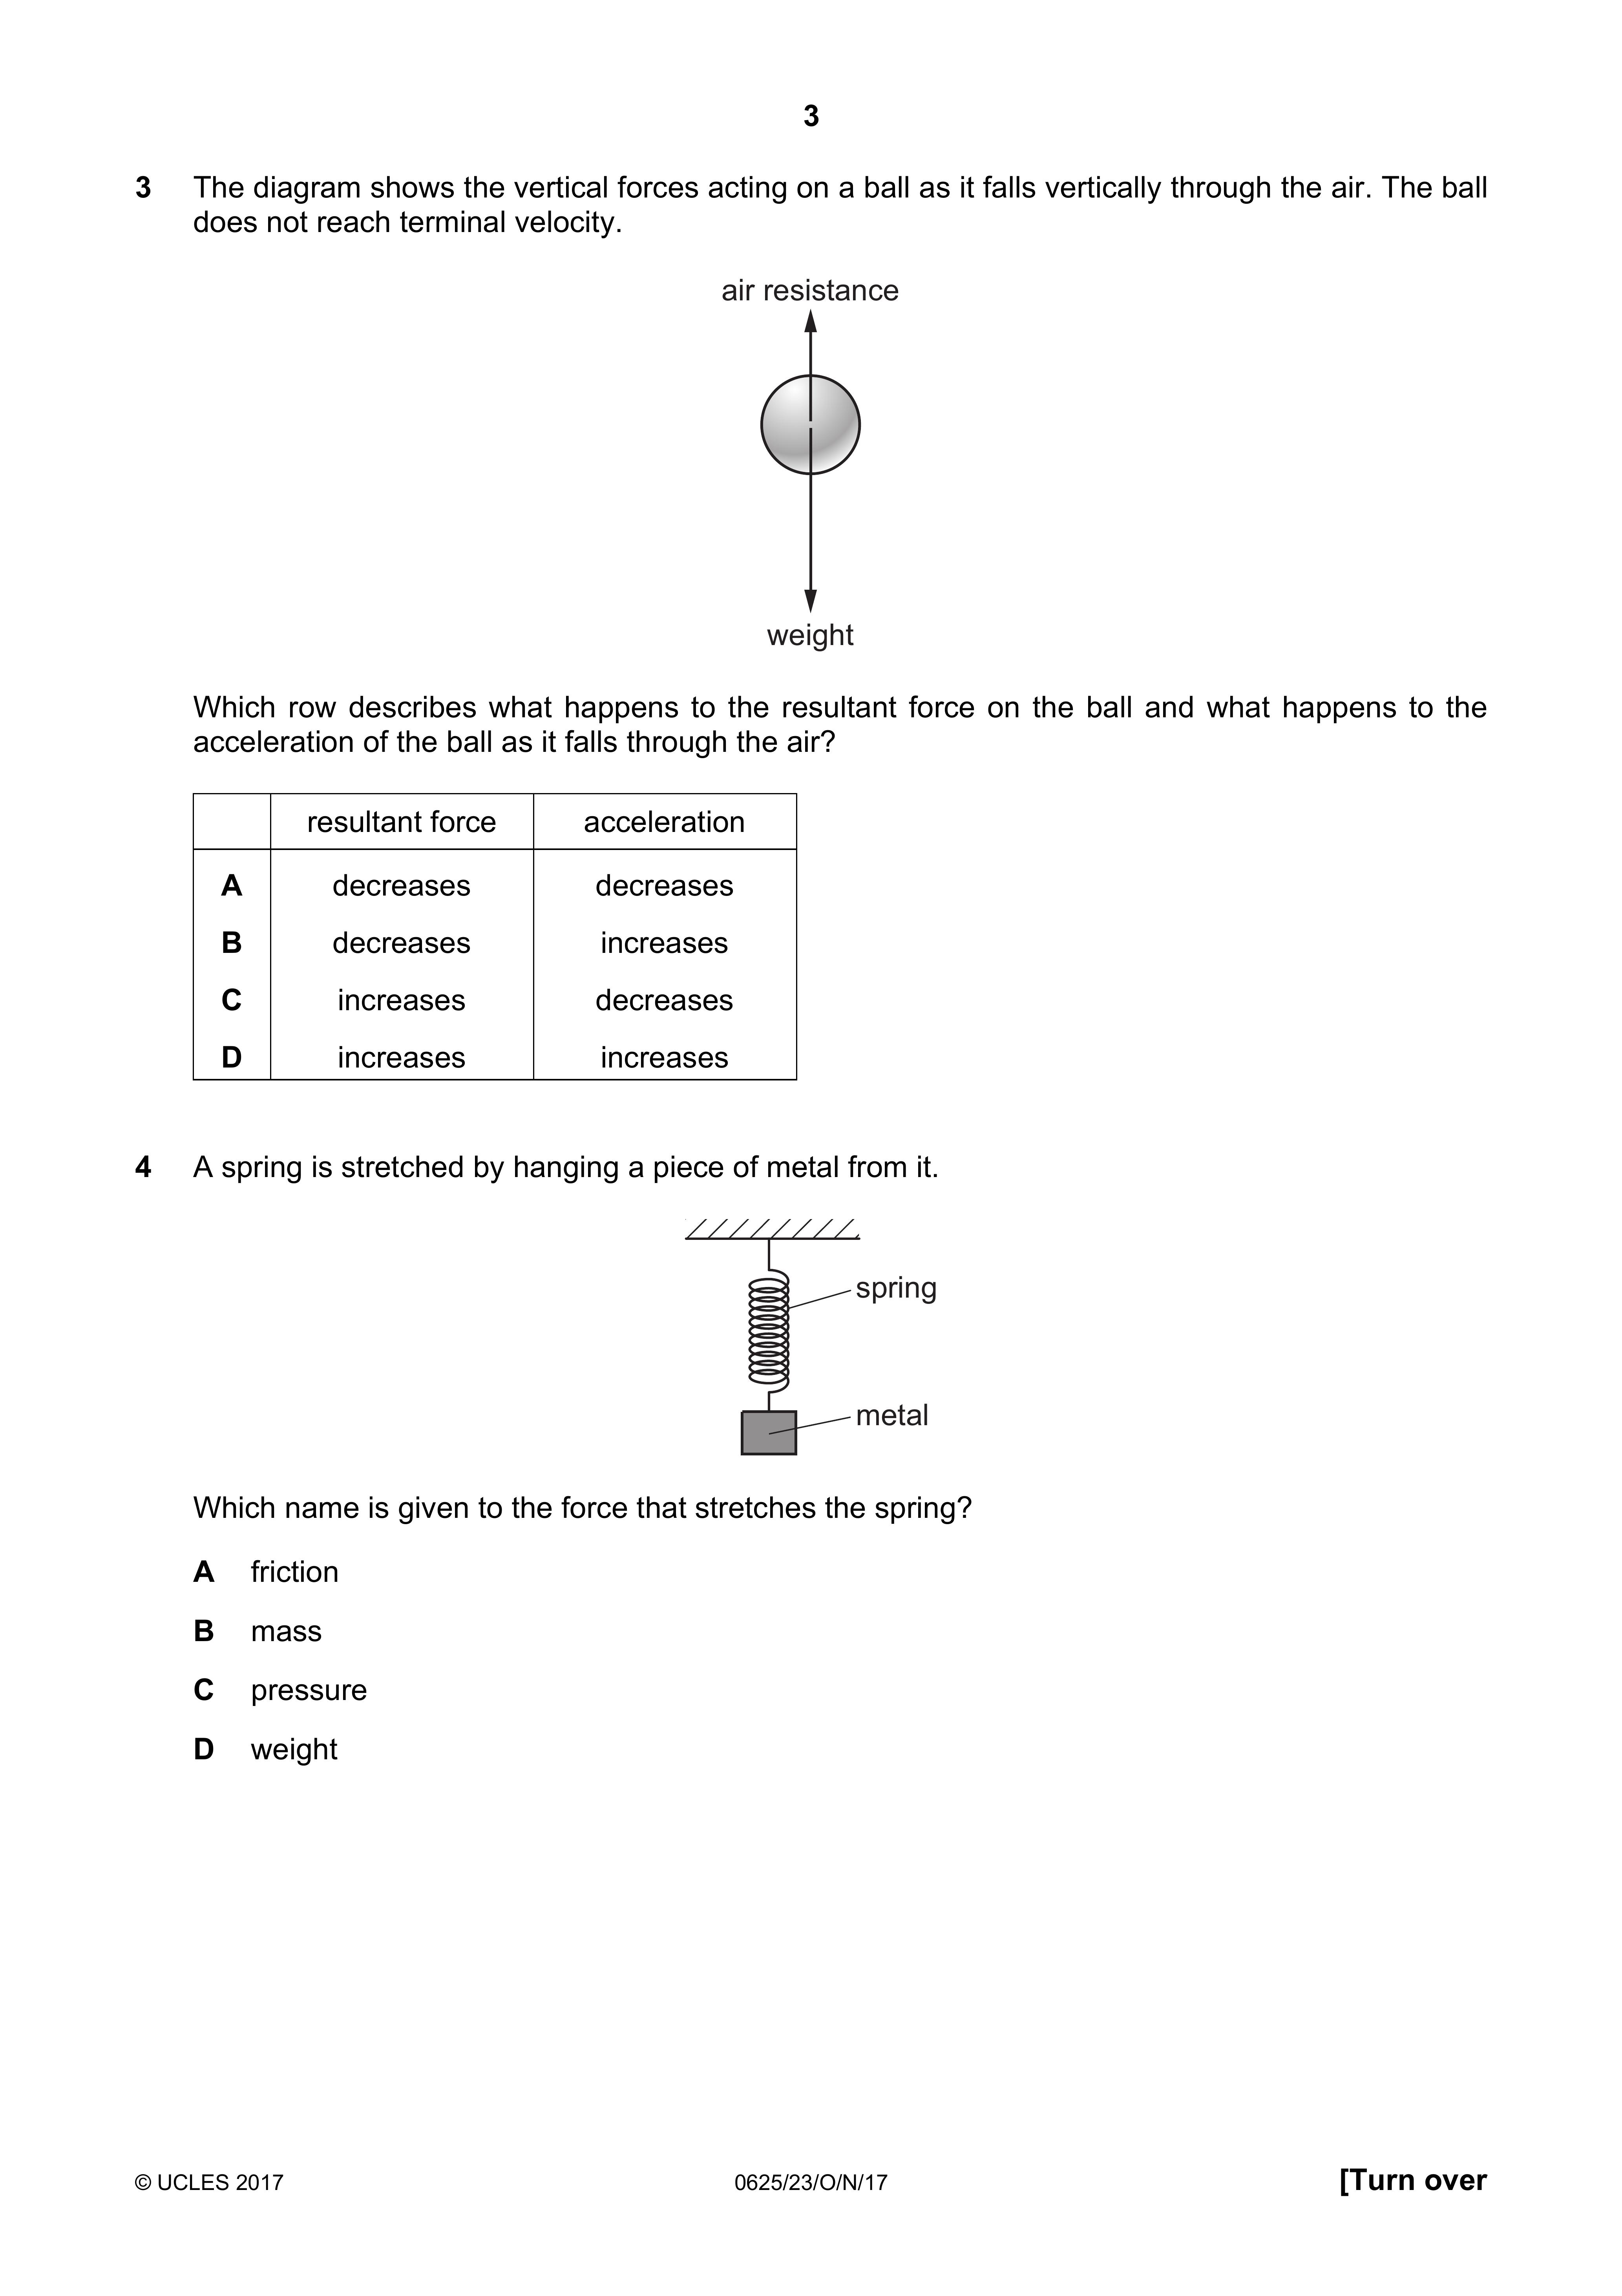 3
3 The diagram shows the vertical forces acting on a ball as it falls vertically through the air. The ball
does not reach terminal velocity.
air resistance
weight
Which row describes what happens to the resultant force on the ball and what happens to the
acceleration of the ball as it falls through the air?
resultant force acceleration
A decreases decreases
B decreases increases
C increases decreases
D increases increases
4 A spring is stretched by hanging a piece of metal from it.
spring
metal
Which name is given to the force that stretches the spring?
A friction
B mass
C pressure
D weight
© UCLES 2017 0625/23/O/N/17 [Turn over